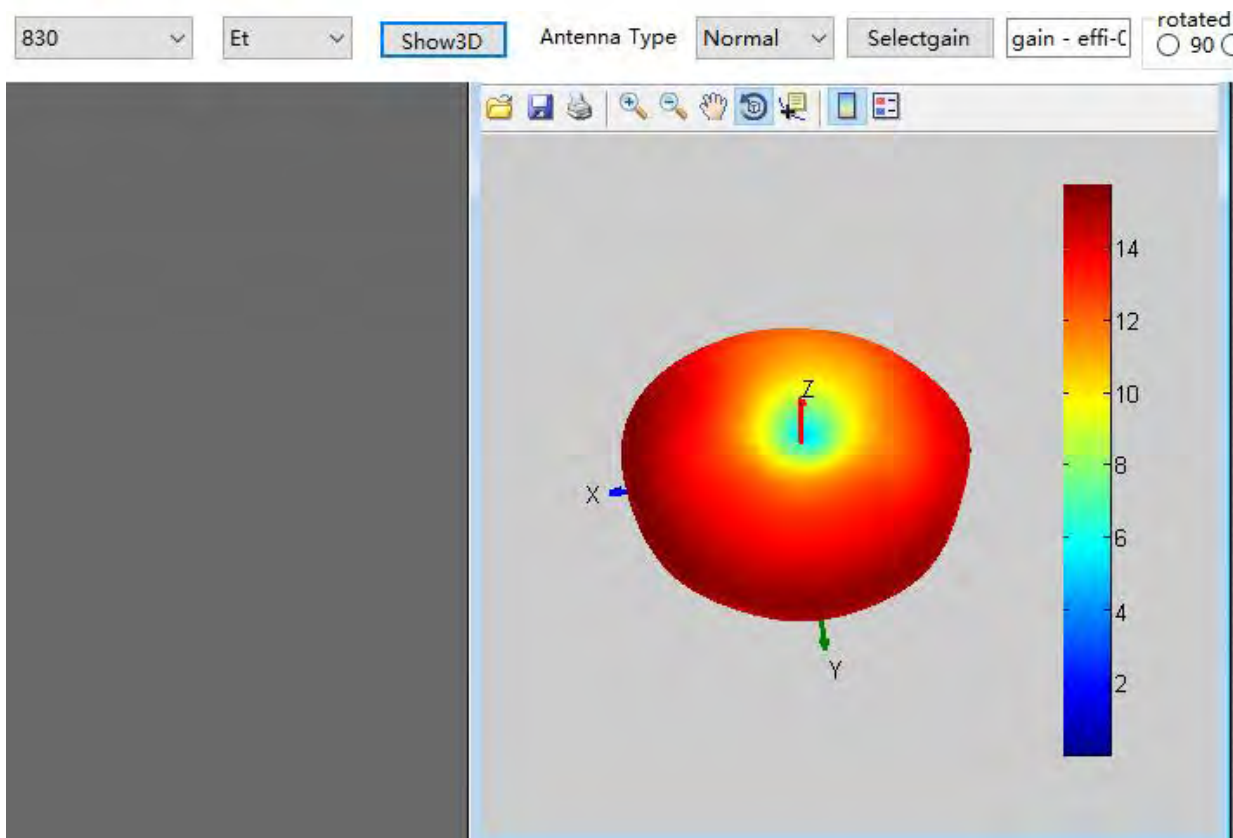 830 Et Show3D Antenna Type Normal Selectgain gain - effi-C rotated
90
14
12
Z
10
8
X
6
4
Y
2